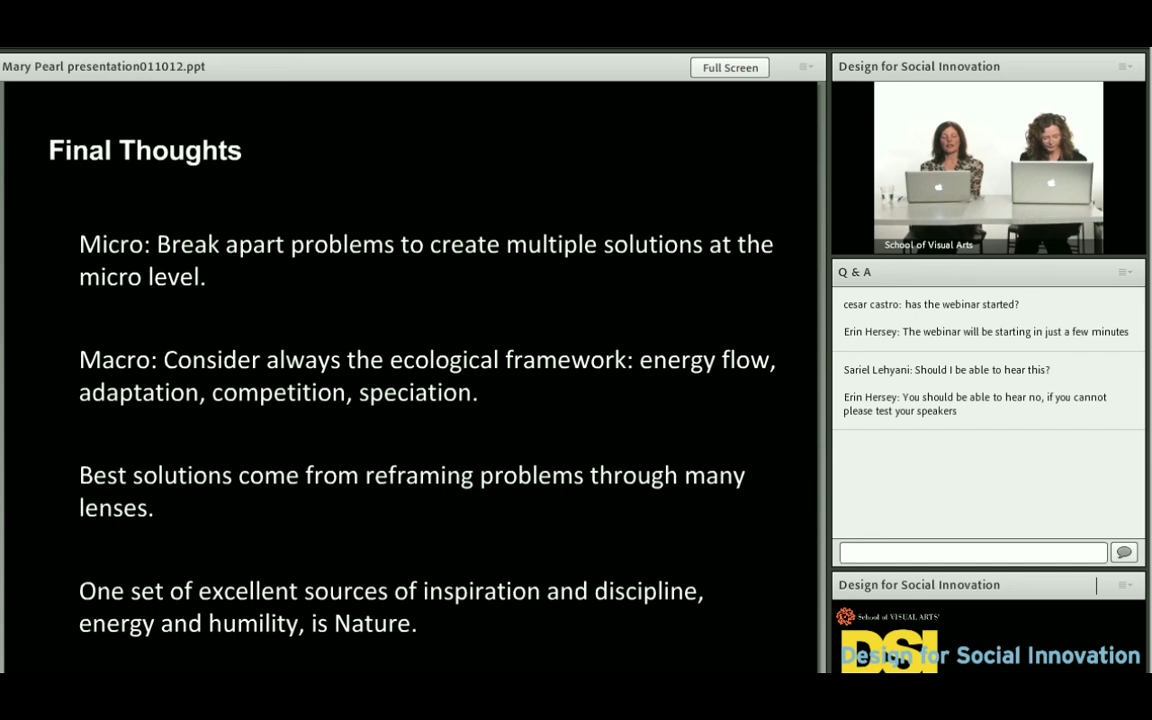 Mary Pearl presentation011012.ppt
Full Screen
Final Thoughts
Micro: Break apart problems to create multiple solutions at the
micro level.
Macro: Consider always the ecological framework: energy flow,
adaptation, competition, speciation.
Best solutions come from reframing problems through many
lenses.
One set of excellent sources of inspiration and discipline,
energy and humility, is Nature.
Design for Social Innovation
School of Visual Arts
Q & A
cesar castro: has the webinar started?
Erin Hersey: The webinar will be starting in just a few minutes
Sariel Lehyani: Should I be able to hear this?
Erin Hersey: You should be able to hear no, if you cannot
please test your speakers
Design for Social Innovation
School of VISUAL ARTS
DSI
Design for Social Innovation